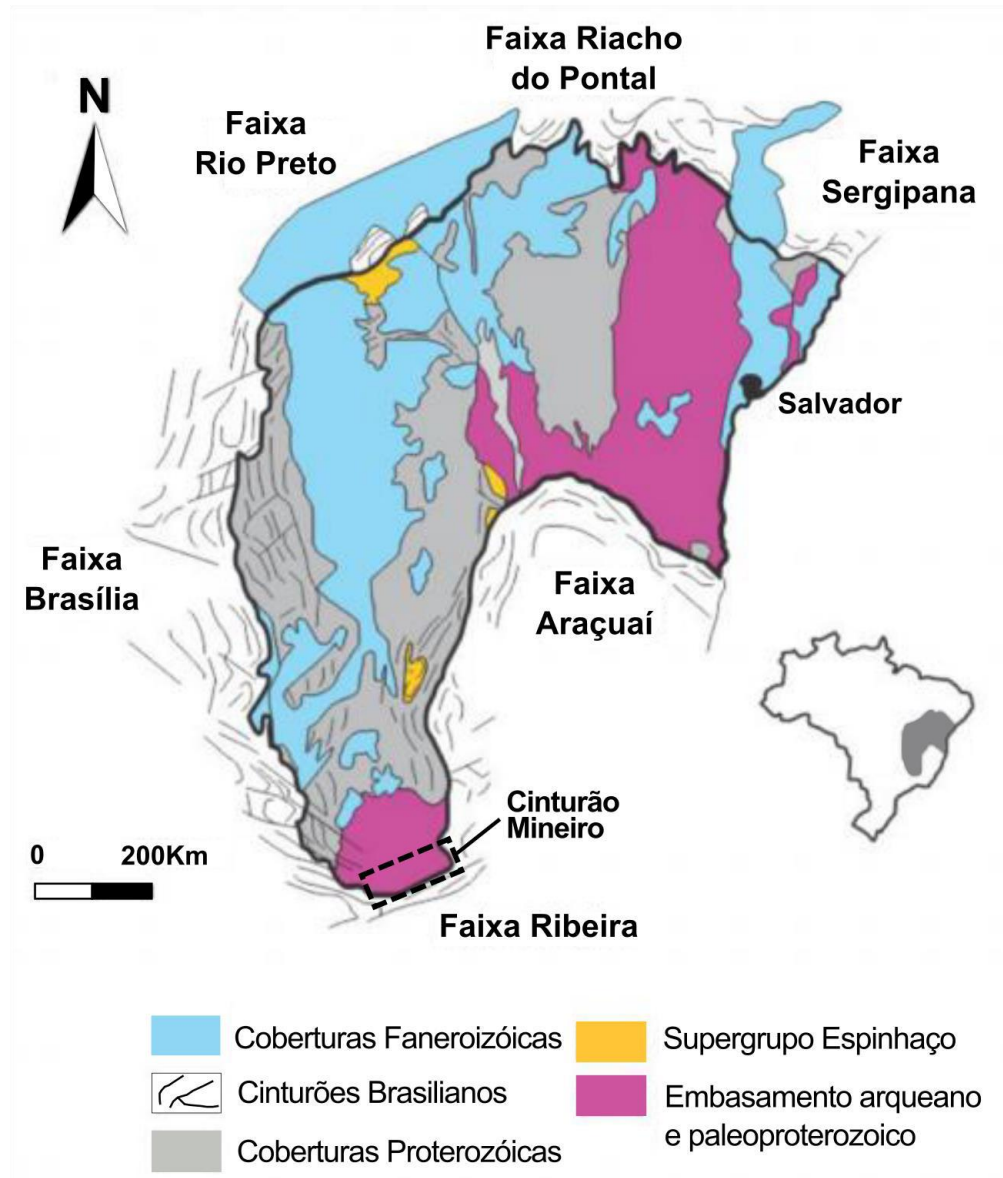 Faixa Riacho
do Pontal
N
Faixa
Rio Preto
Faixa
Sergipana
Salvador
Faixa
Brasília
Faixa
Araçuaí
Cinturão
Mineiro
0 200Km
Faixa Ribeira
Coberturas Faneroizóicas
Cinturões Brasilianos
Coberturas Proterozóicas
Supergrupo Espinhaço
Embasamento arqueano
e paleoproterozoico